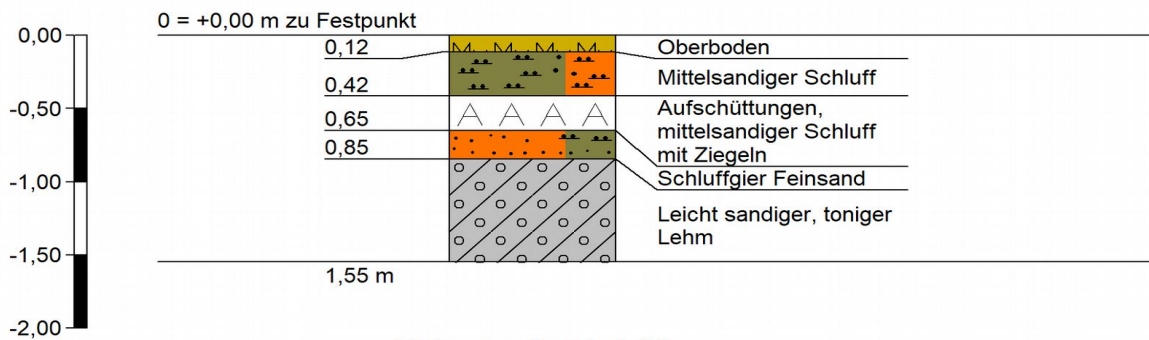 0 = +0,00 m zu Festpunkt
0,00
0,12
Oberboden
0,42
Mittelsandiger Schluff
-0,50
0,65
Aufschüttungen,
mittelsandiger Schluff
mit Ziegeln
0,85
-1,00
Schluffgier Feinsand
Leicht sandiger, toniger
Lehm
-1,50
1,55 m
-2,00